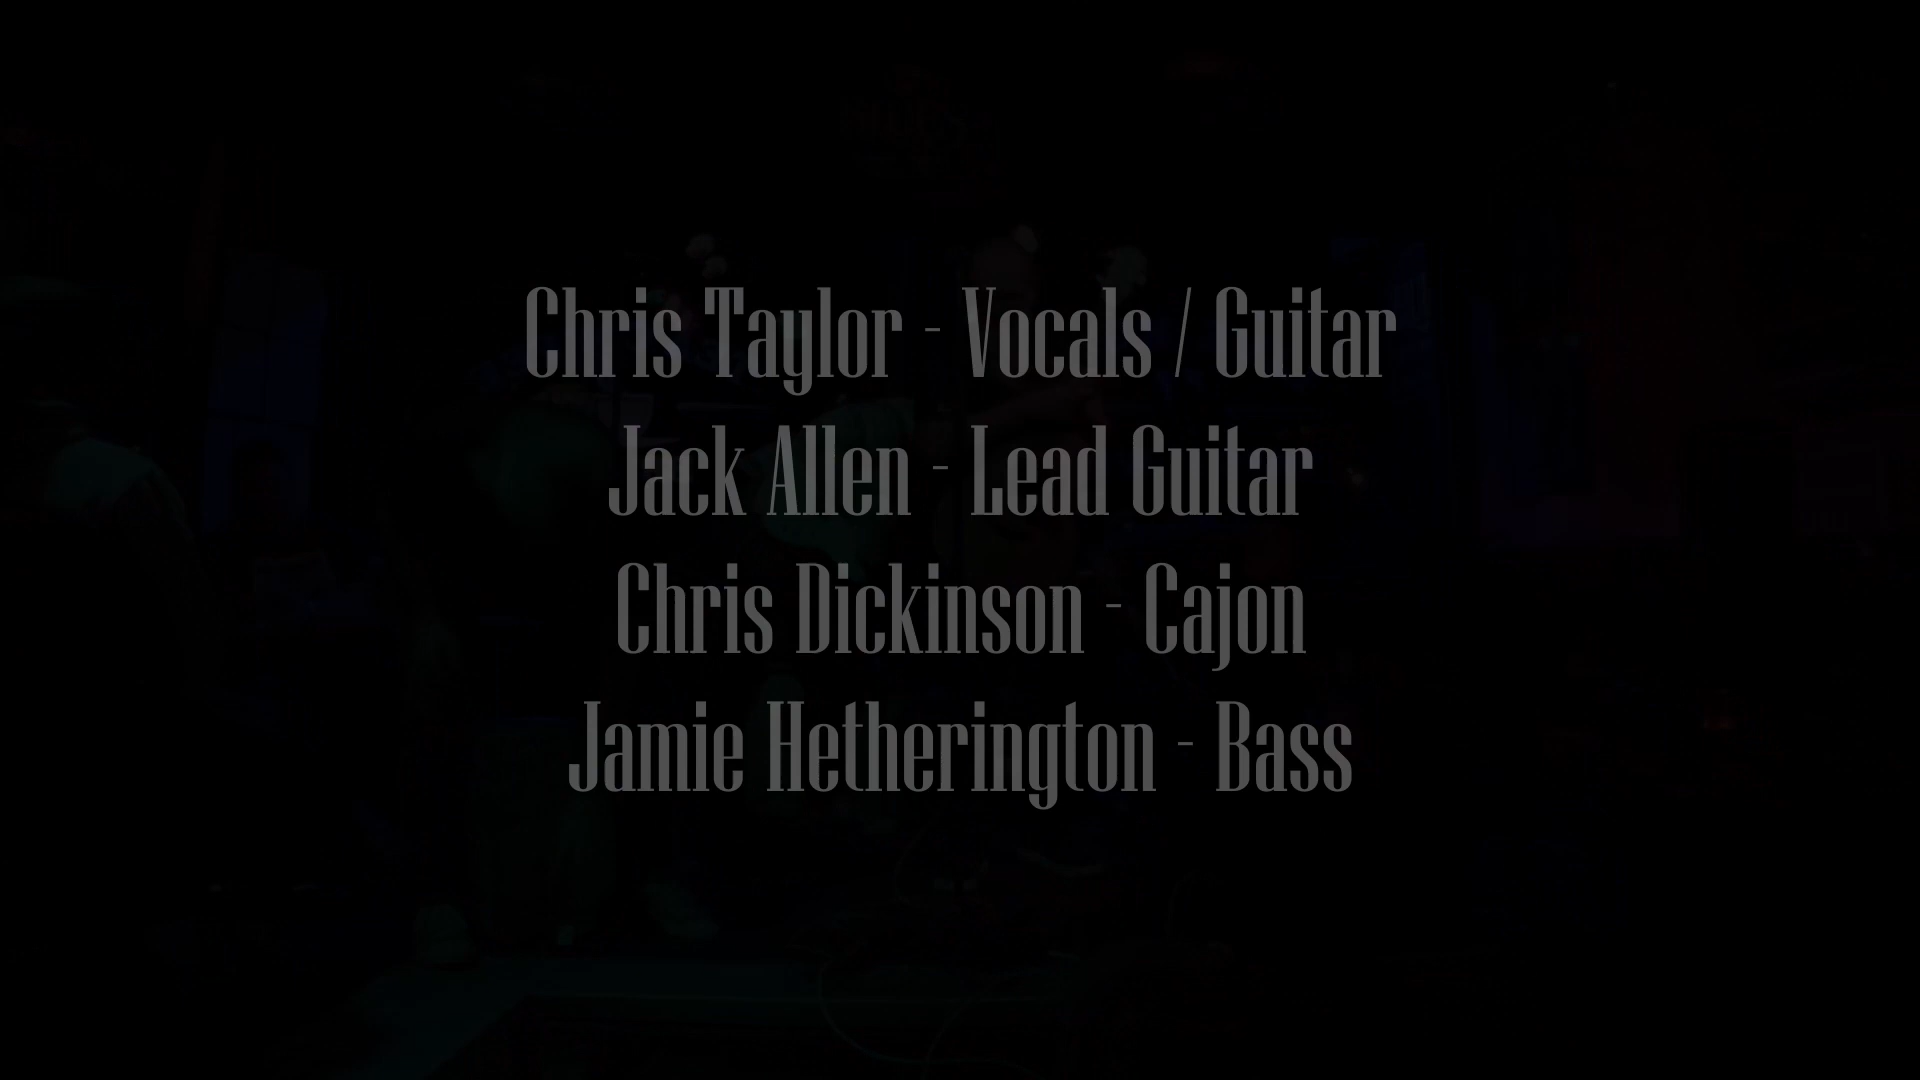 Chris Taylor - Vocals / Guitar
Jack Allen - Lead Guitar
Chris Dickinson - Cajon
Jamie Hetherington - Bass